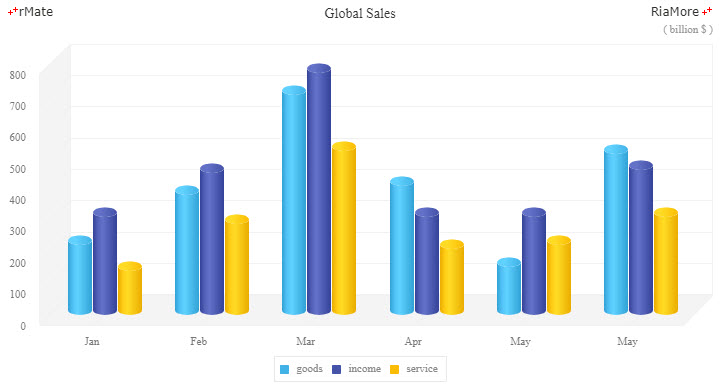 rMate Global Sales RiaMore
( billion $ )
800
700
600
500
400
300
200
100
0
Jan Feb Mar Apr May May
goods income service